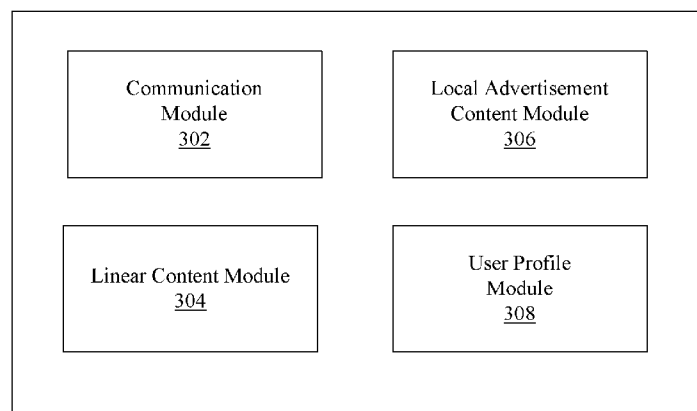 Communication
Module
302
Local Advertisement
Content Module
306
Linear Content Module
304
User Profile
Module
308